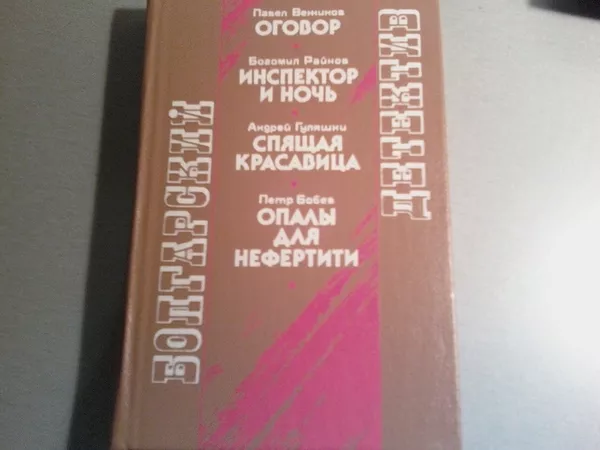 Павел Вежинов
ОГОВОР
Богомил Райнов
ИНСПЕКТОР
И НОЧЬ
Андрей Гуляшки
СПЯЩАЯ
КРАСАВИЦА
Петр Бобев
ОПАЛЫ
ДЛЯ
НЕФЕРТИТИ
БОЛГАРСКИЙ
ДЕТЕКТИВ